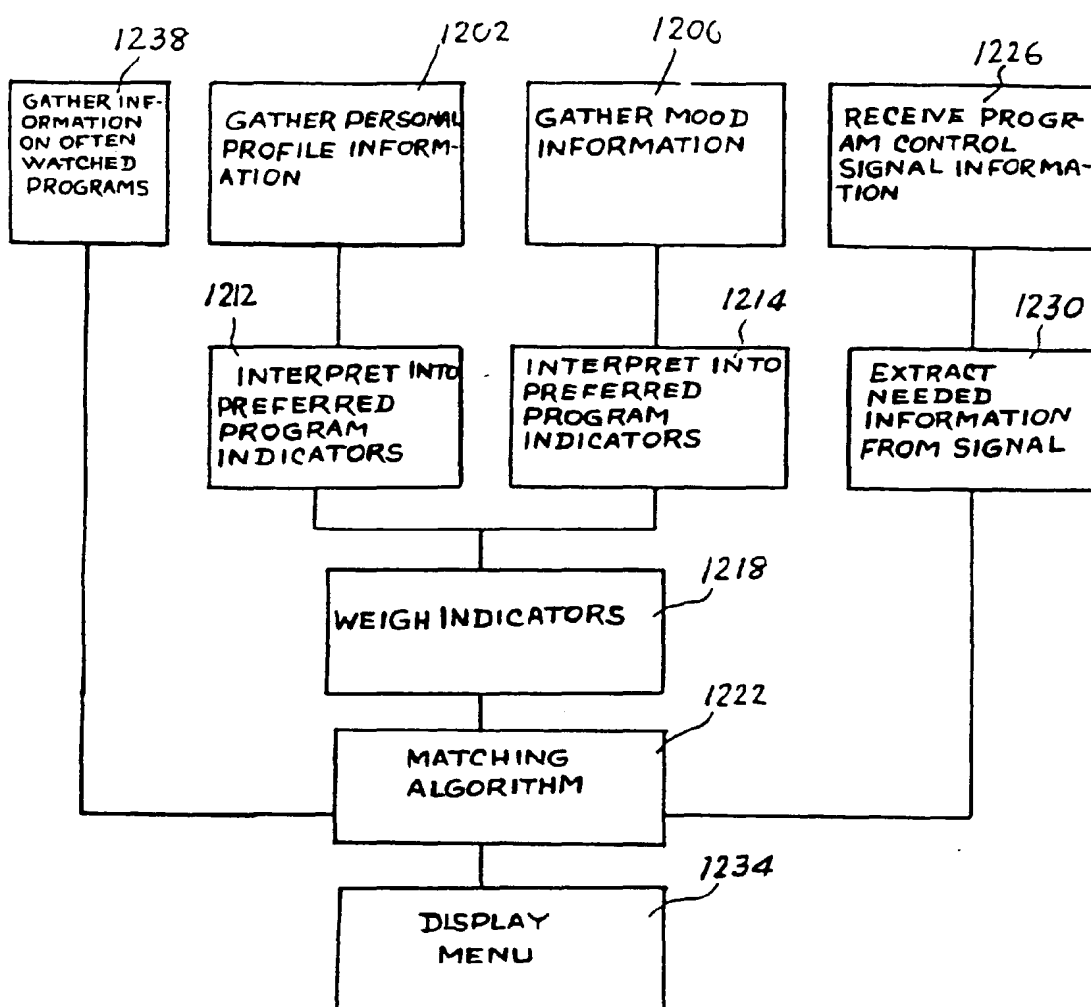 1238
1202
1200
1226
GATHER INF-
ORMATION
ON OFTEN
WATCHED
PROGRAMS
GATHER PERSONAL
PROFILE INFORM-
ATION
GATHER MOOD
INFORMATION
RECEIVE PROGR-
AM CONTROL
SIGNAL INFORMA-
TION
1212
1214
1230
INTERPRET INTO
PREFERRED
PROGRAM
INDICATORS
INTERPRET INTO
PREFERRED
PROGRAM
INDICATORS
EXTRACT
NEEDED
INFORMATION
FROM SIGNAL
1218
WEIGH INDICATORS
1222
MATCHING
ALGORITHM
1234
DISPLAY
MENU